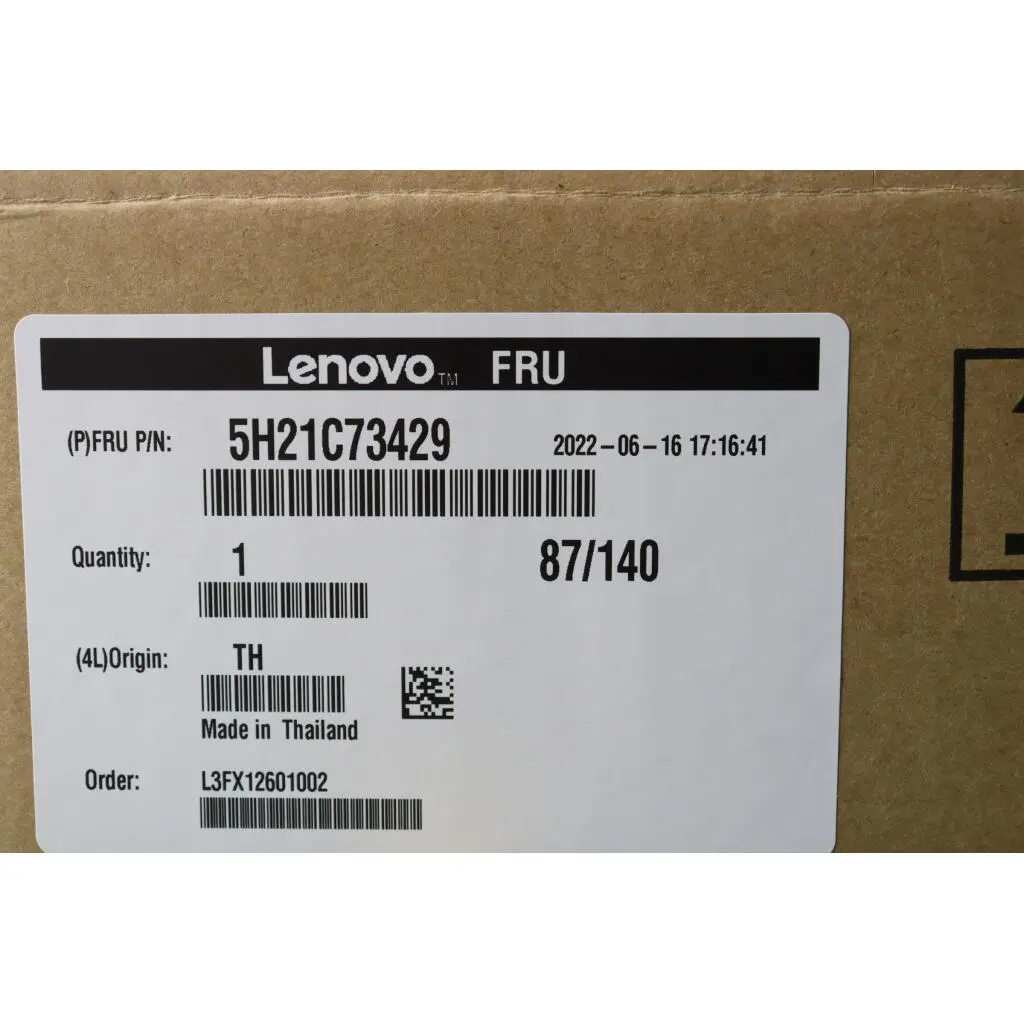 Lenovo™ FRU
(P)FRU P/N: 5H21C73429 2022-06-16 17:16:41
Quantity: 1 87/140
(4L)Origin: TH
Made in Thailand
Order: L3FX12601002